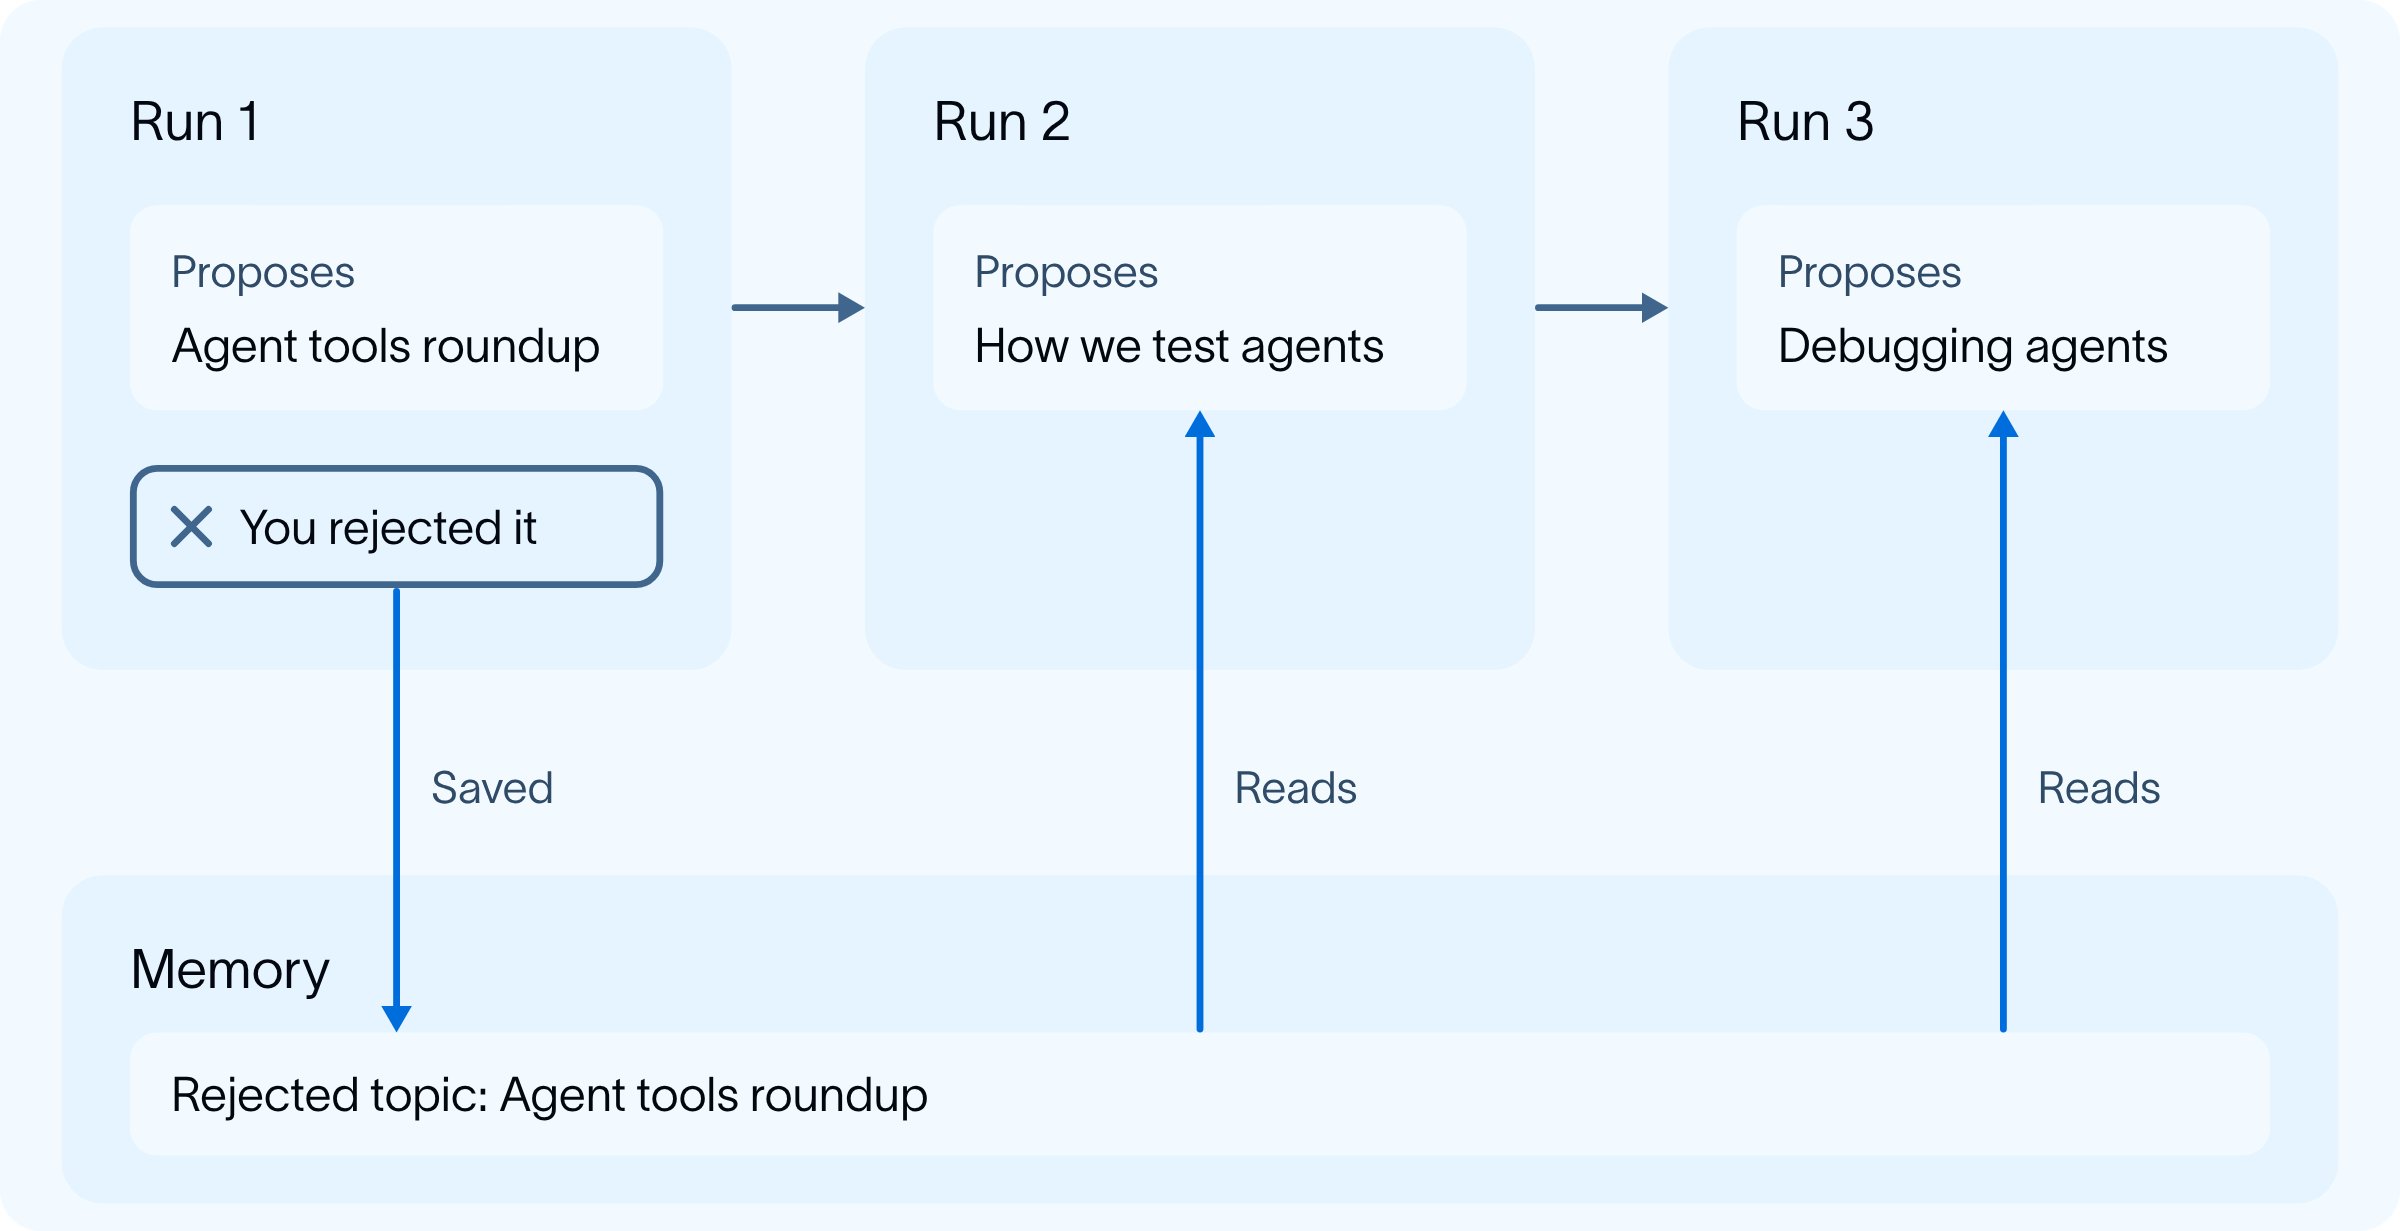 Run 1
Proposes
Agent tools roundup
You rejected it
Run 2
Proposes
How we test agents
Run 3
Proposes
Debugging agents
Saved
Reads
Reads
Memory
Rejected topic: Agent tools roundup